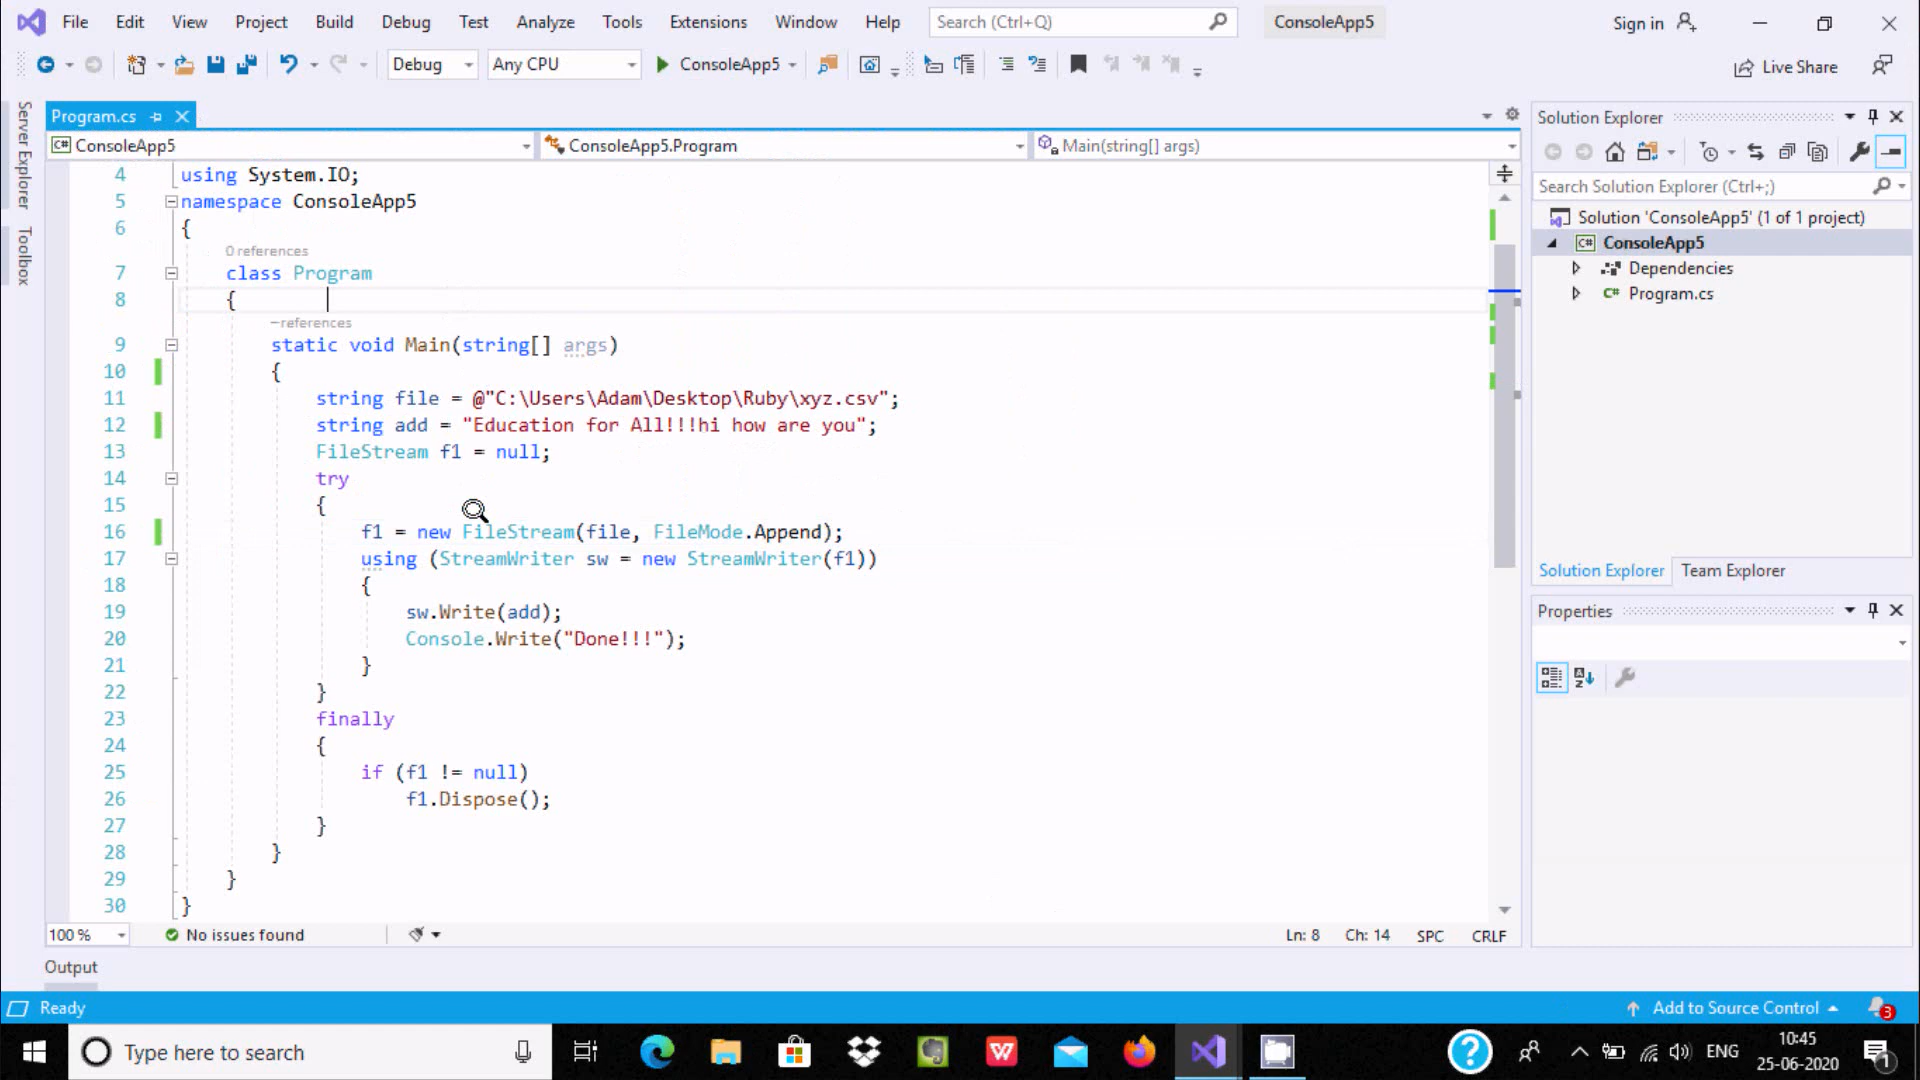 File Edit View Project Build Debug Test Analyze Tools Extensions Window Help Search (Ctrl+Q) ConsoleApp5 Sign in
Debug Any CPU ConsoleApp5 Live Share
Server Explorer
Toolbox
Program.cs
ConsoleApp5 ConsoleApp5.Program Main(string[] args)
4 using System.IO;
5 namespace ConsoleApp5
6 {
0 references
7 class Program
8 {
references
9 static void Main(string[] args)
10 {
11 string file = @"C:\Users\Adam\Desktop\Ruby\xyz.csv";
12 string add = "Education for All!!!hi how are you";
13 FileStream f1 = null;
14 try
15 {
16 f1 = new FileStream(file, FileMode.Append);
17 using (StreamWriter sw = new StreamWriter(f1))
18 {
19 sw.Write(add);
20 Console.Write("Done!!!");
21 }
22 }
23 finally
24 {
25 if (f1 != null)
26 f1.Dispose();
27 }
28 }
29 }
30 }
100 % No issues found Ln: 8 Ch: 14 SPC CRLF
Output
Solution Explorer
Search Solution Explorer (Ctrl+;)
Solution 'ConsoleApp5' (1 of 1 project)
C# ConsoleApp5
Dependencies
C# Program.cs
Solution Explorer Team Explorer
Properties
Ready Add to Source Control 3
Type here to search ENG 10:45
25-06-2020 1